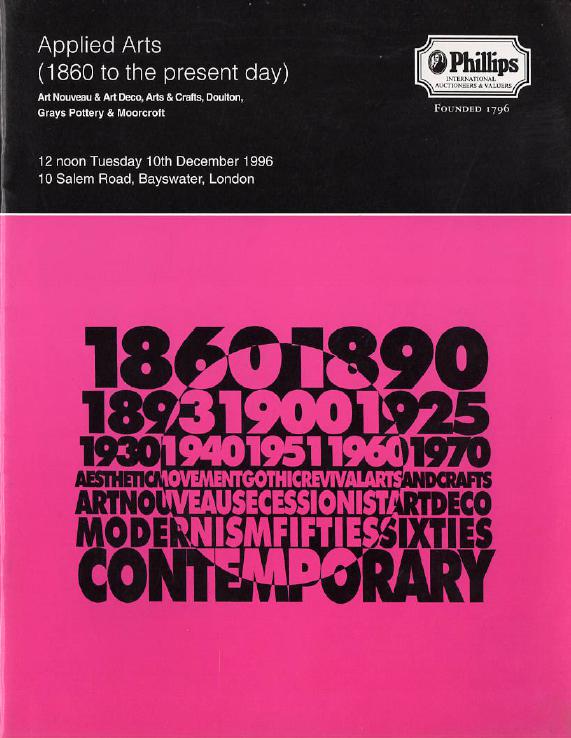 Applied Arts
(1860 to the present day)
Art Nouveau & Art Deco, Arts & Crafts, Doulton,
Grays Pottery & Moorcroft
12 noon Tuesday 10th December 1996
10 Salem Road, Bayswater, London
Phillips
INTERNATIONAL
AUCTIONEERS & VALUERS
FOUNDED 1796
18601890
189319001925
19301940195119601970
AESTHETICMOVEMENTGOTHICREVIVALARTSANDCRAFTS
ARTNOUVEAUSECESSIONISTARTDECO
MODERNISMFIFTIESSIXTIES
CONTEMPORARY